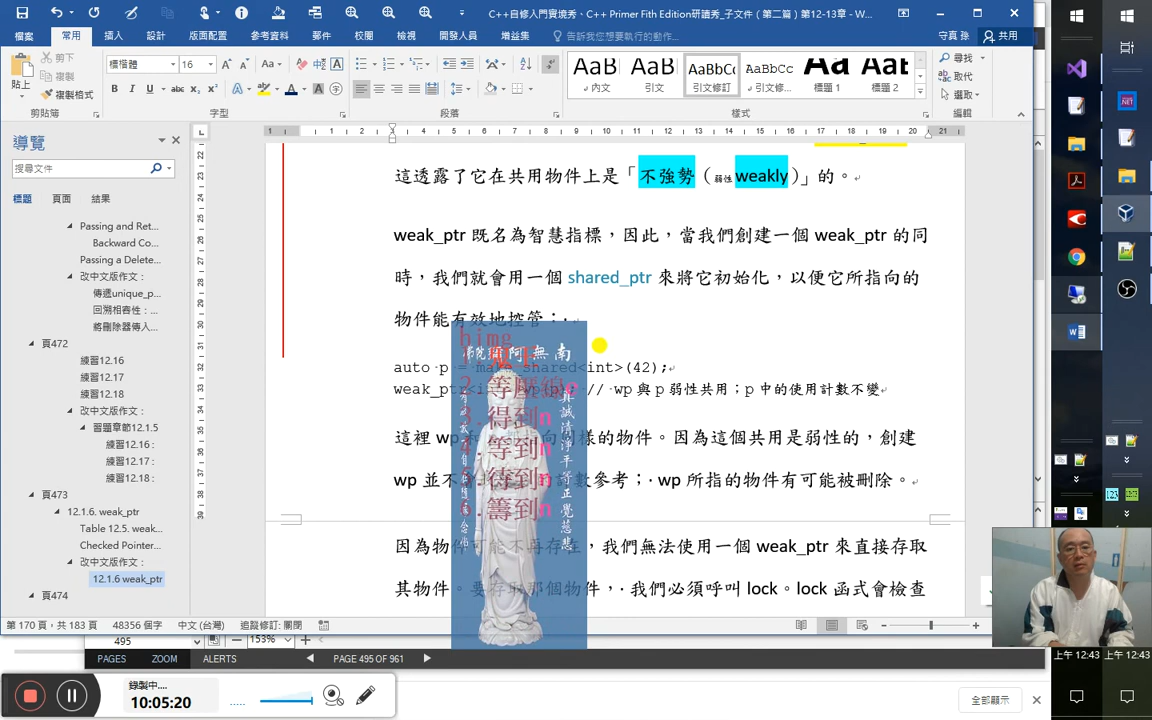 C++自修入門實境秀、C++ Primer Fith Edition研讀秀_子文件（第二篇）第12-13章 - W...
檔案 常用 插入 設計 版面配置 參考資料 郵件 校閱 檢視 開發人員 增益集 告訴我您想要執行的動作... 守真 孫 共用
貼上 剪下 複製 複製格式
標楷體 16
AaB AaB AaBbCc AaBbCc AaB AaB
內文 引文 引文修訂 引文修... 標題 1 標題 2
尋找 取代 選取
剪貼簿 字型 段落 樣式 編輯
導覽
搜尋文件
標題 頁面 結果
Passing and Ret...
Backward Co...
Passing a Delete...
改中文版作文：
傳遞unique_p...
回溯相容性：...
將刪除器傳入...
頁472
練習12.16
練習12.17
練習12.18
改中文版作文：
習題章節12.1.5
練習12.16：
練習12.17：
練習12.18：
頁473
12.1.6. weak_ptr
Table 12.5. weak...
Checked Pointer...
改中文版作文：
12.1.6 weak_ptr
頁474
這透露了它在共用物件上是「不強勢（弱性weakly）」的。
weak_ptr 既名為智慧指標，因此，當我們創建一個 weak_ptr 的同
時，我們就會用一個 shared_ptr 來將它初始化，以便它所指向的
物件能有效地控管；
auto p = make_shared<int>(42);
// wp 與 p 弱性共用；p 中的使用計數不變
同樣的物件。因為這個共用是弱性的，創建
數參考；wp 所指的物件有可能被刪除。
因為物件可能不再存在，我們無法使用一個 weak_ptr 來直接存取
其物件。要存取那個物件，我們必須呼叫 lock。lock 函式會檢查
南無阿彌陀佛
真誠清淨平等正覺慈悲
himg
2.等壓線e
3.得到n
4.等到n
5.待到n
6.籌到n
第 170 頁，共 183 頁 48356 個字 中文 (台灣) 追蹤修訂: 關閉 153%
495
PAGES ZOOM ALERTS PAGE 495 OF 961
錄製中....
10:05:20
全部顯示
上午 12:43 上午 12:43